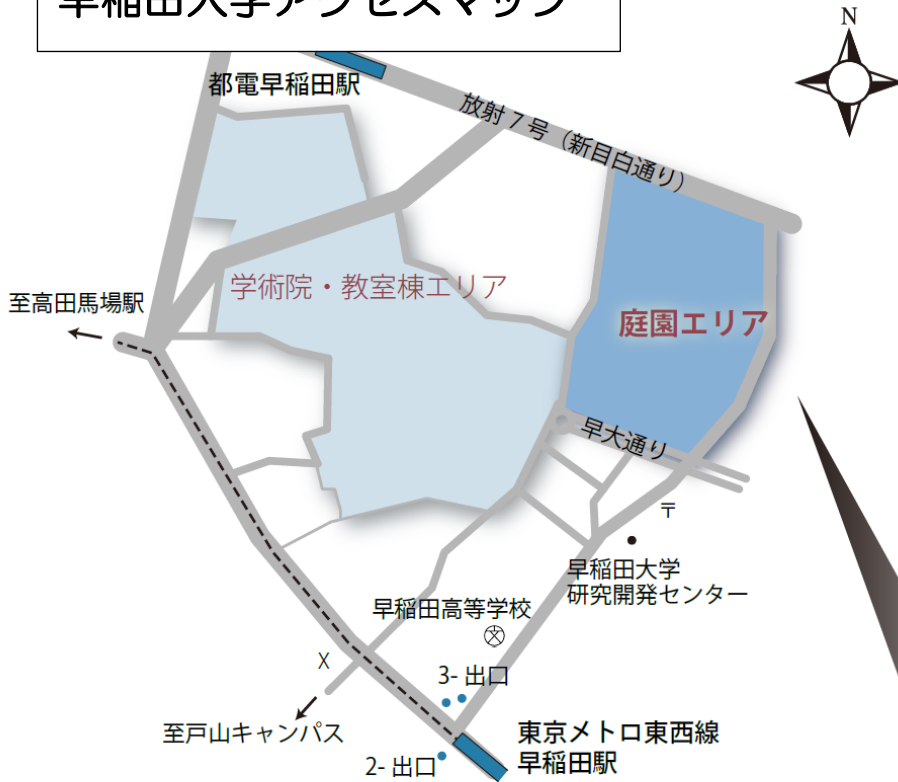 早稲田大学アクセスマップ
N
都電早稲田駅
放射7号（新目白通り）
学術院・教室棟エリア
至高田馬場駅
庭園エリア
早大通り
〒
早稲田大学
研究開発センター
早稲田高等学校
X
3- 出口
至戸山キャンパス
東京メトロ東西線
早稲田駅
2- 出口